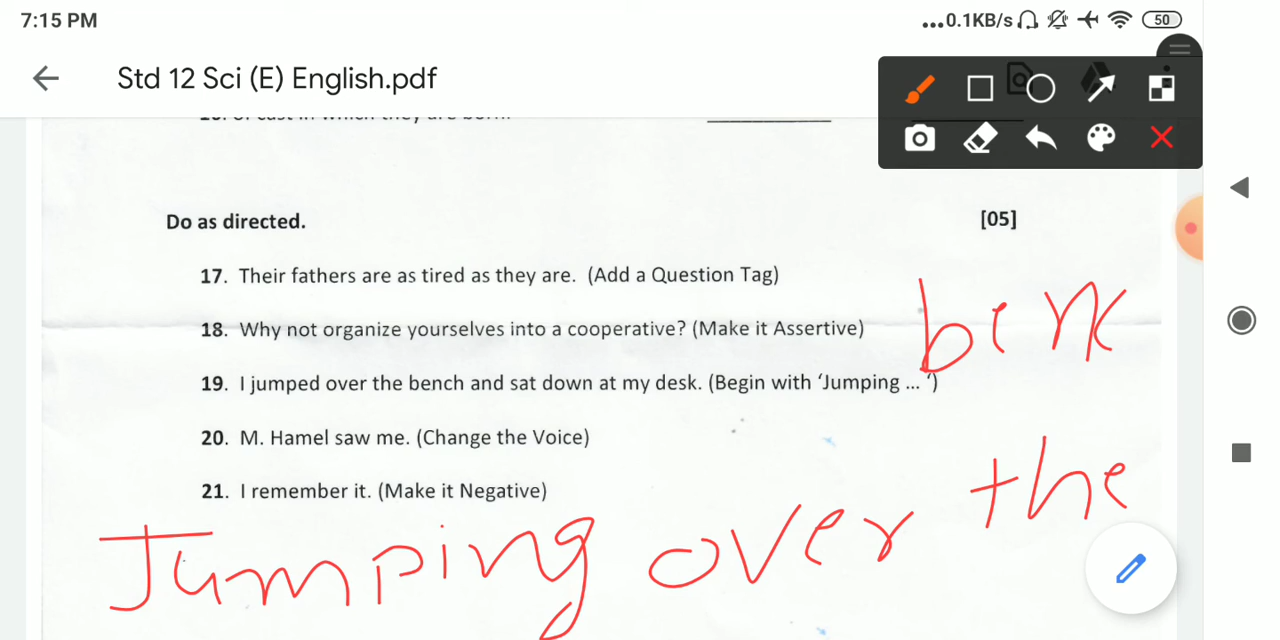 7:15 PM
...0.1KB/s
50
Std 12 Sci (E) English.pdf
Do as directed. [05]
17. Their fathers are as tired as they are. (Add a Question Tag)
18. Why not organize yourselves into a cooperative? (Make it Assertive)
19. I jumped over the bench and sat down at my desk. (Begin with ‘Jumping ... ‘)
20. M. Hamel saw me. (Change the Voice)
21. I remember it. (Make it Negative)
Jumping over the